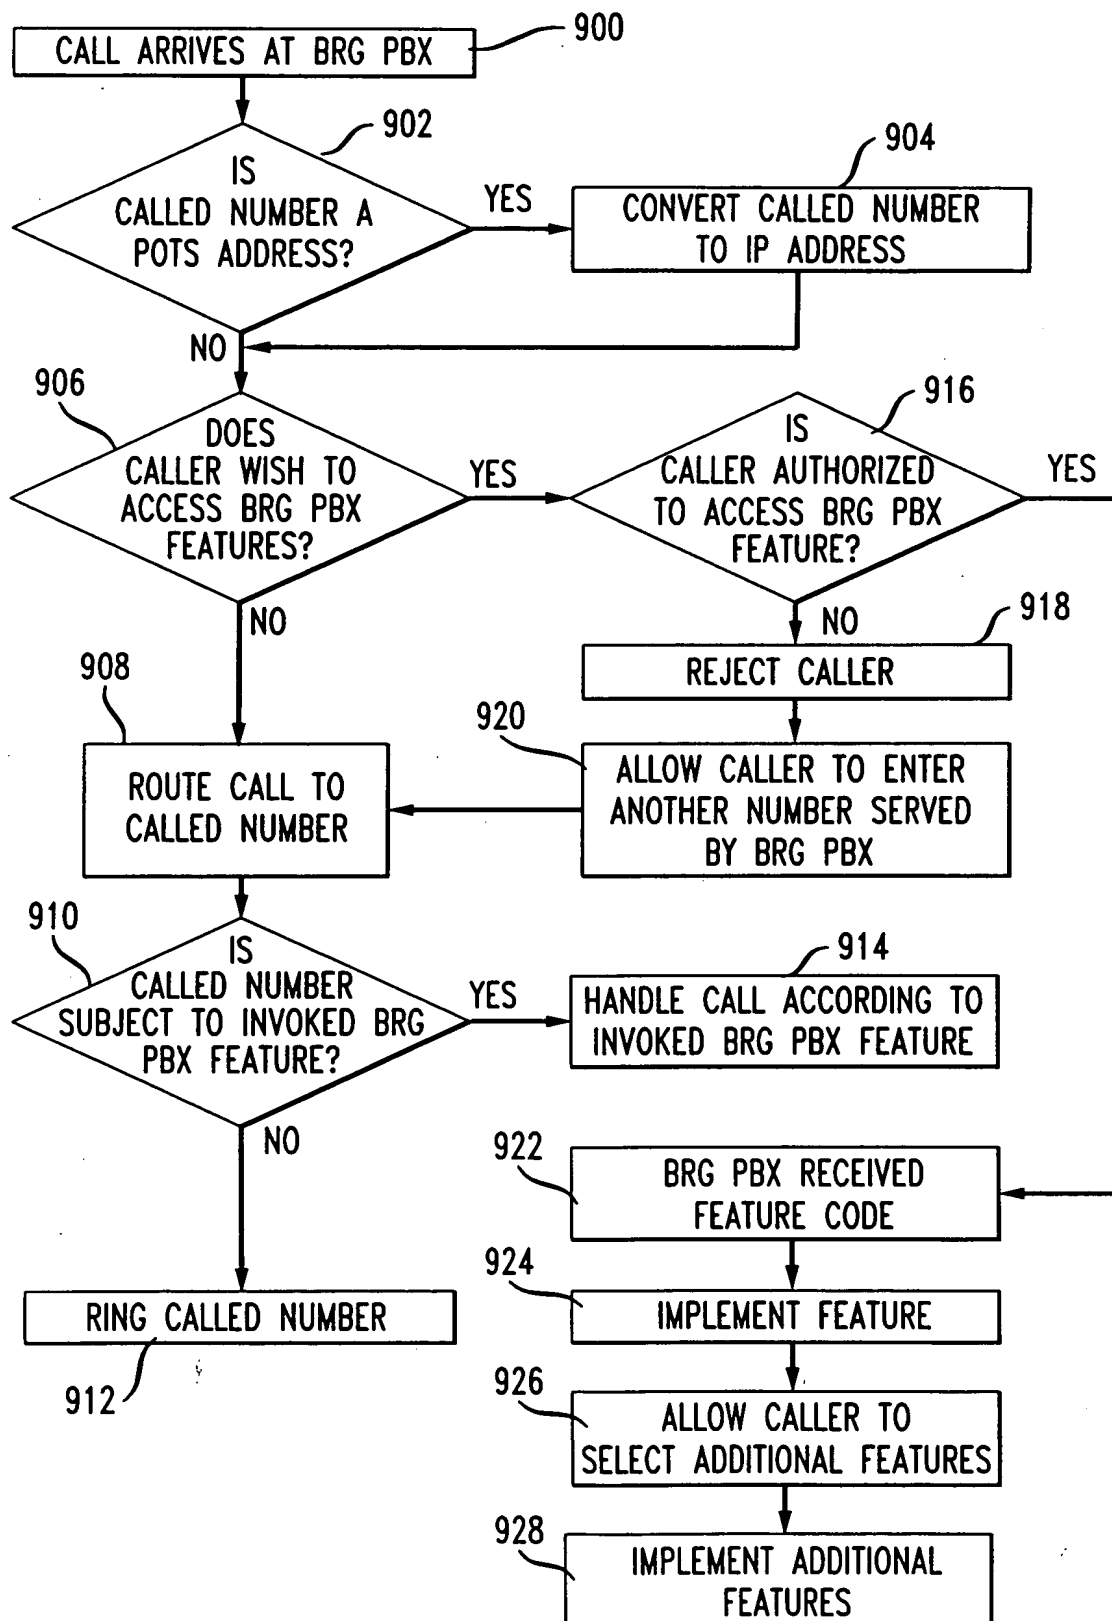 CALL ARRIVES AT BRG PBX
900
902
IS
CALLED NUMBER A
POTS ADDRESS?
YES
904
CONVERT CALLED NUMBER
TO IP ADDRESS
NO
906
DOES
CALLER WISH TO
ACCESS BRG PBX
FEATURES?
YES
916
IS
CALLER AUTHORIZED
TO ACCESS BRG PBX
FEATURE?
YES
NO
NO
918
REJECT CALLER
908
ROUTE CALL TO
CALLED NUMBER
920
ALLOW CALLER TO ENTER
ANOTHER NUMBER SERVED
BY BRG PBX
910
IS
CALLED NUMBER
SUBJECT TO INVOKED BRG
PBX FEATURE?
YES
914
HANDLE CALL ACCORDING TO
INVOKED BRG PBX FEATURE
NO
922
BRG PBX RECEIVED
FEATURE CODE
924
IMPLEMENT FEATURE
RING CALLED NUMBER
912
926
ALLOW CALLER TO
SELECT ADDITIONAL FEATURES
928
IMPLEMENT ADDITIONAL
FEATURES